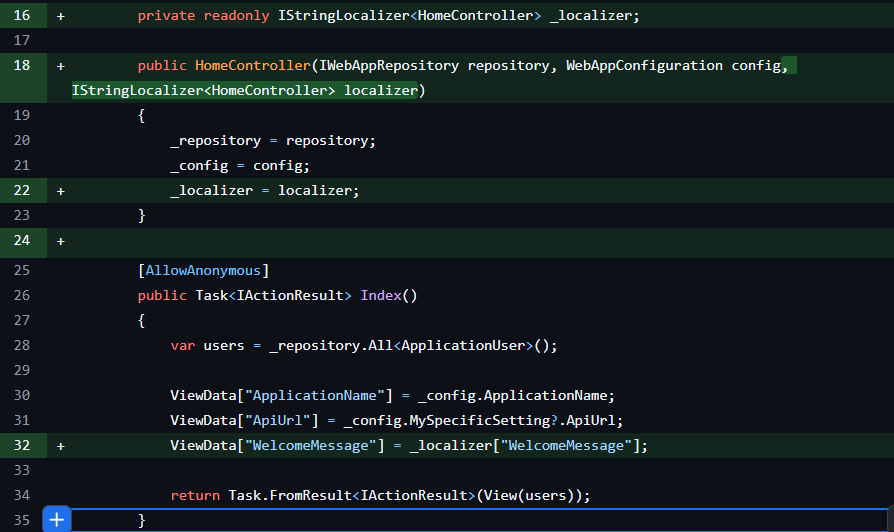 16 + private readonly IStringLocalizer<HomeController> _localizer;
17
18 + public HomeController(IWebAppRepository repository, WebAppConfiguration config,
IStringLocalizer<HomeController> localizer)
19 {
20 _repository = repository;
21 _config = config;
22 + _localizer = localizer;
23 }
24 +
25 [AllowAnonymous]
26 public Task<IActionResult> Index()
27 {
28 var users = _repository.All<ApplicationUser>();
29
30 ViewData["ApplicationName"] = _config.ApplicationName;
31 ViewData["ApiUrl"] = _config.MySpecificSetting?.ApiUrl;
32 + ViewData["WelcomeMessage"] = _localizer["WelcomeMessage"];
33
34 return Task.FromResult<IActionResult>(View(users));
35 + }